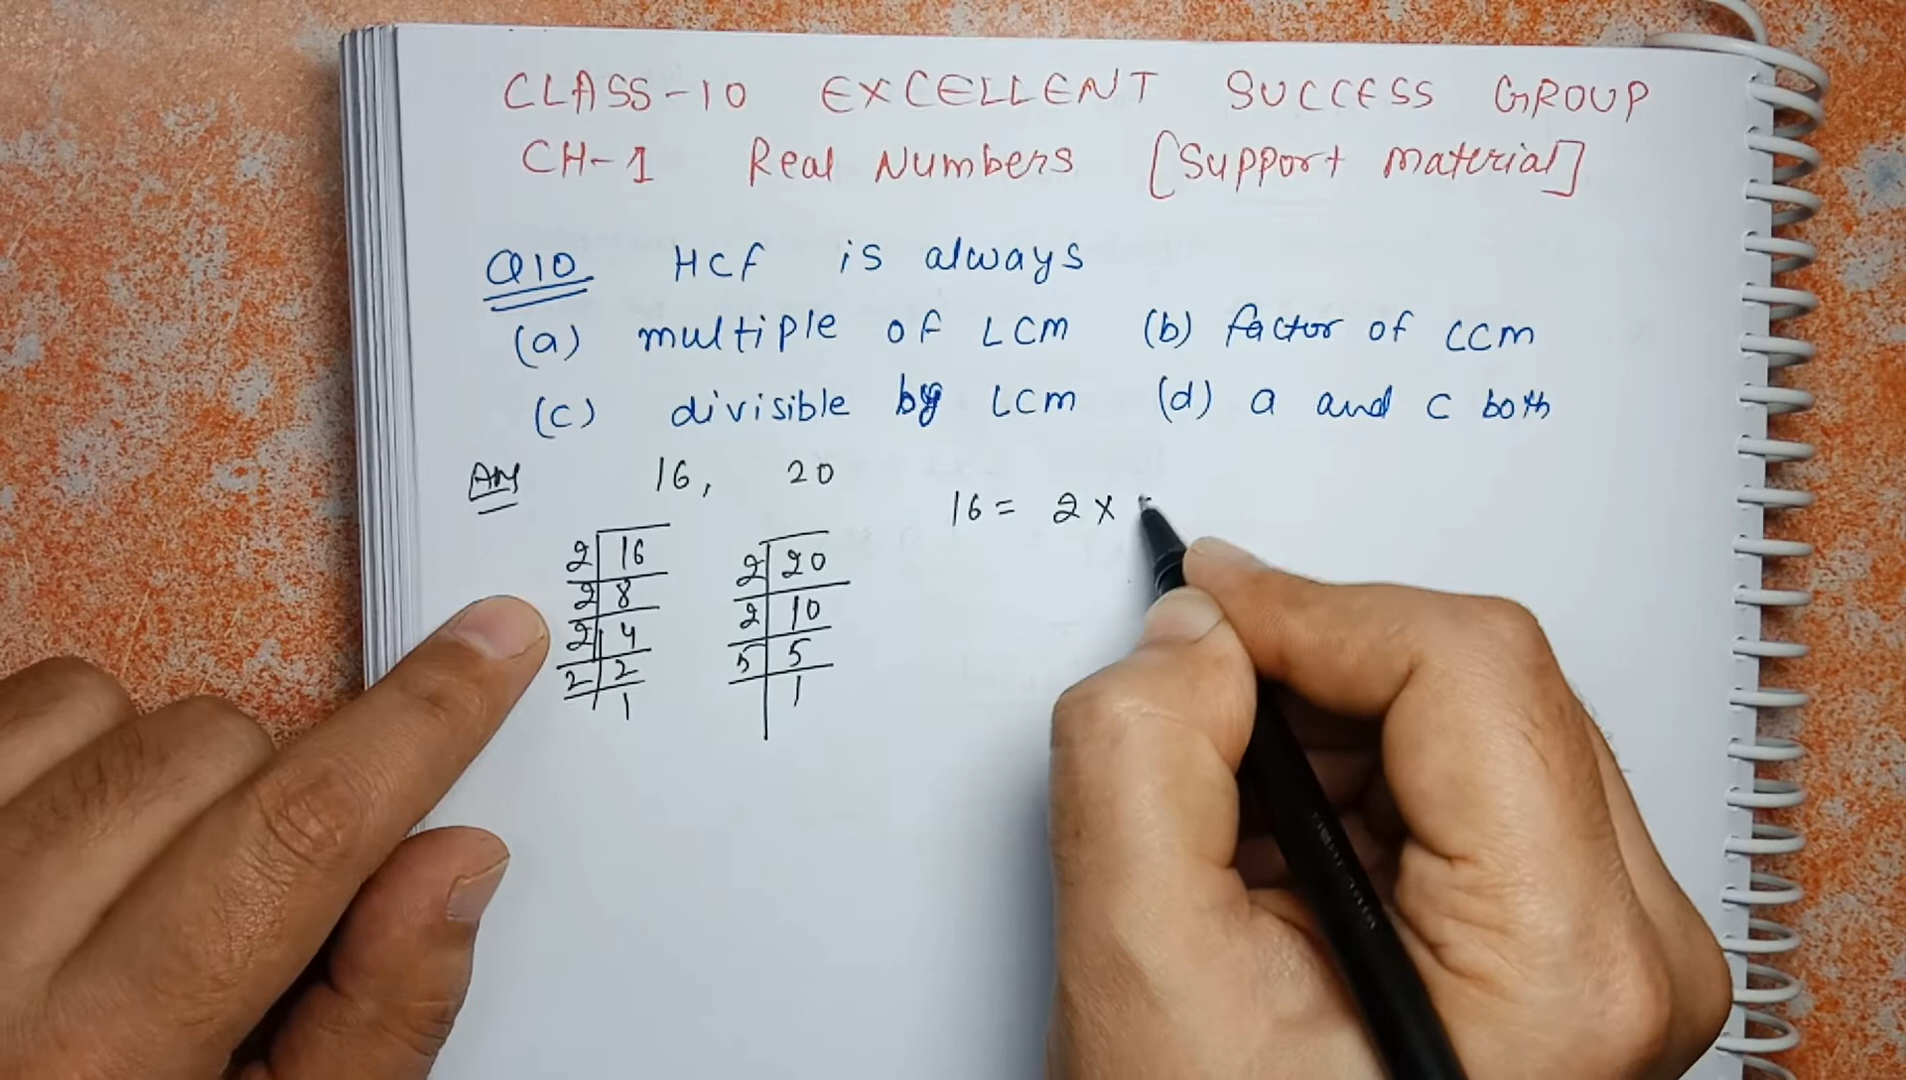 CLASS-10 EXCELLENT SUCCESS GROUP
CH-1 Real Numbers [Support material]
Q10 HCF is always
(a) multiple of LCM (b) factor of LCM
(c) divisible by LCM (d) a and c both
Ans 16, 20
16 = 2 ×
2 16
2 8
2 4
2 2
1
2 20
2 10
5 5
1